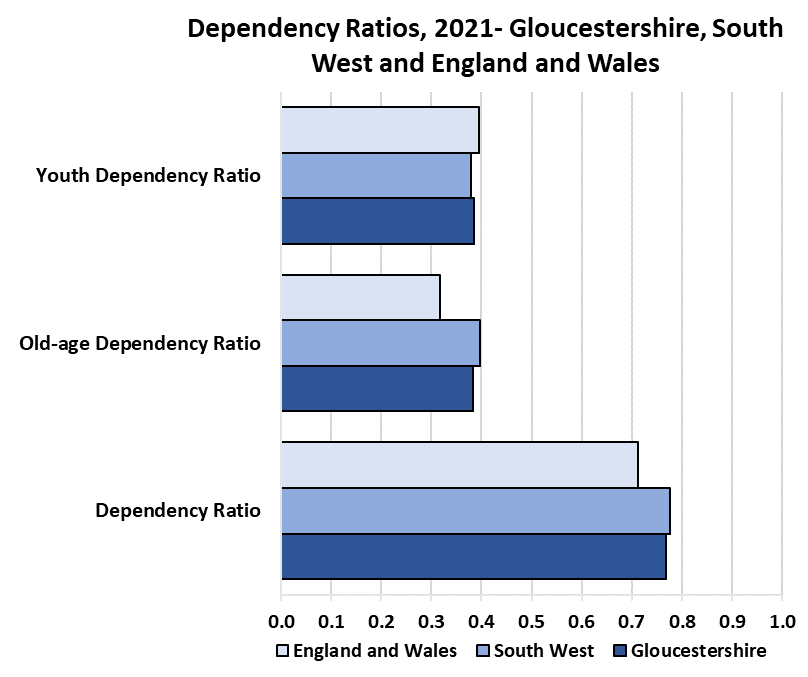 Dependency Ratios, 2021- Gloucestershire, South
West and England and Wales
Youth Dependency Ratio
Old-age Dependency Ratio
Dependency Ratio
0.0 0.1 0.2 0.3 0.4 0.5 0.6 0.7 0.8 0.9 1.0
England and Wales South West Gloucestershire